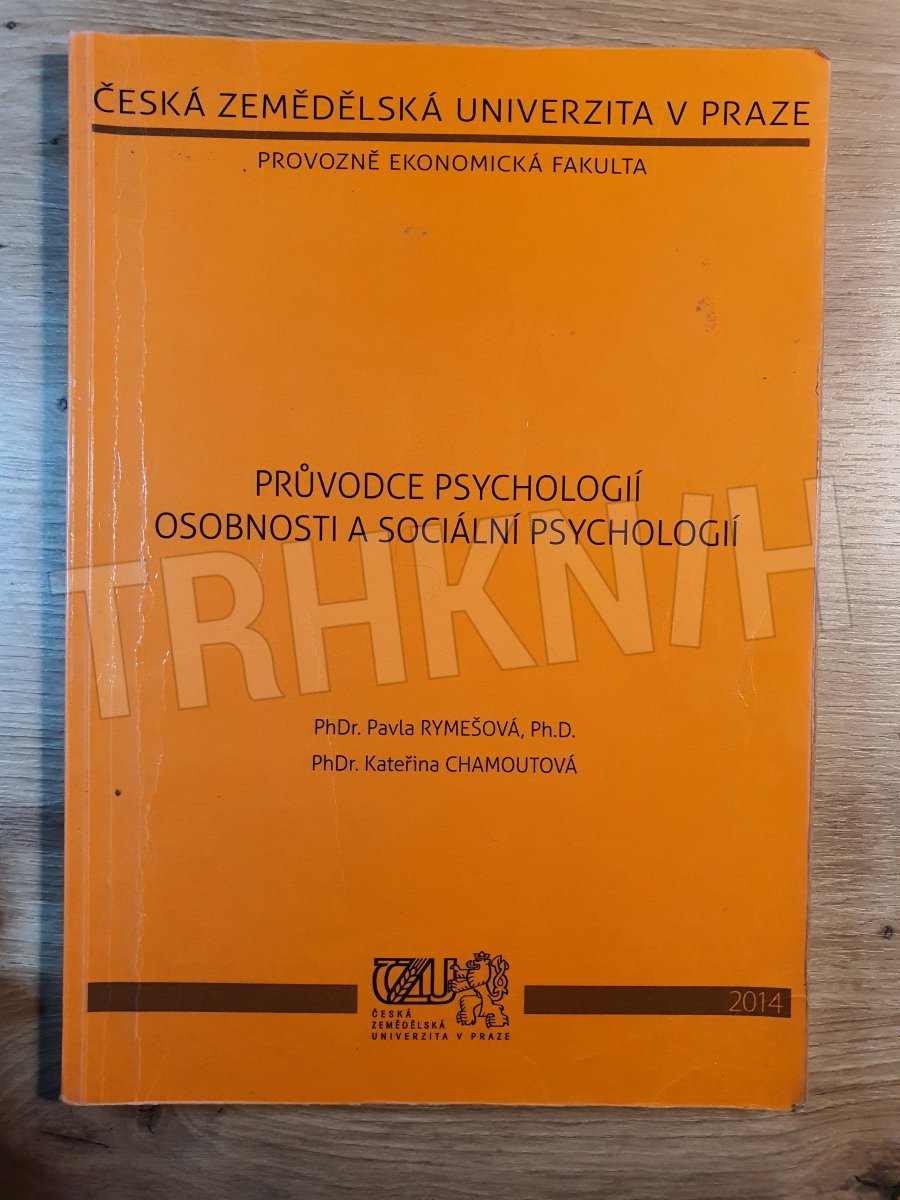 ČESKÁ ZEMĚDĚLSKÁ UNIVERZITA V PRAZE
PROVOZNĚ EKONOMICKÁ FAKULTA
PRŮVODCE PSYCHOLOGIÍ
OSOBNOSTI A SOCIÁLNÍ PSYCHOLOGIÍ
TRHKNIH
PhDr. Pavla RYMEŠOVÁ, Ph.D.
PhDr. Kateřina CHAMOUTOVÁ
ČZU
ČESKÁ
ZEMĚDĚLSKÁ
UNIVERZITA V PRAZE
2014